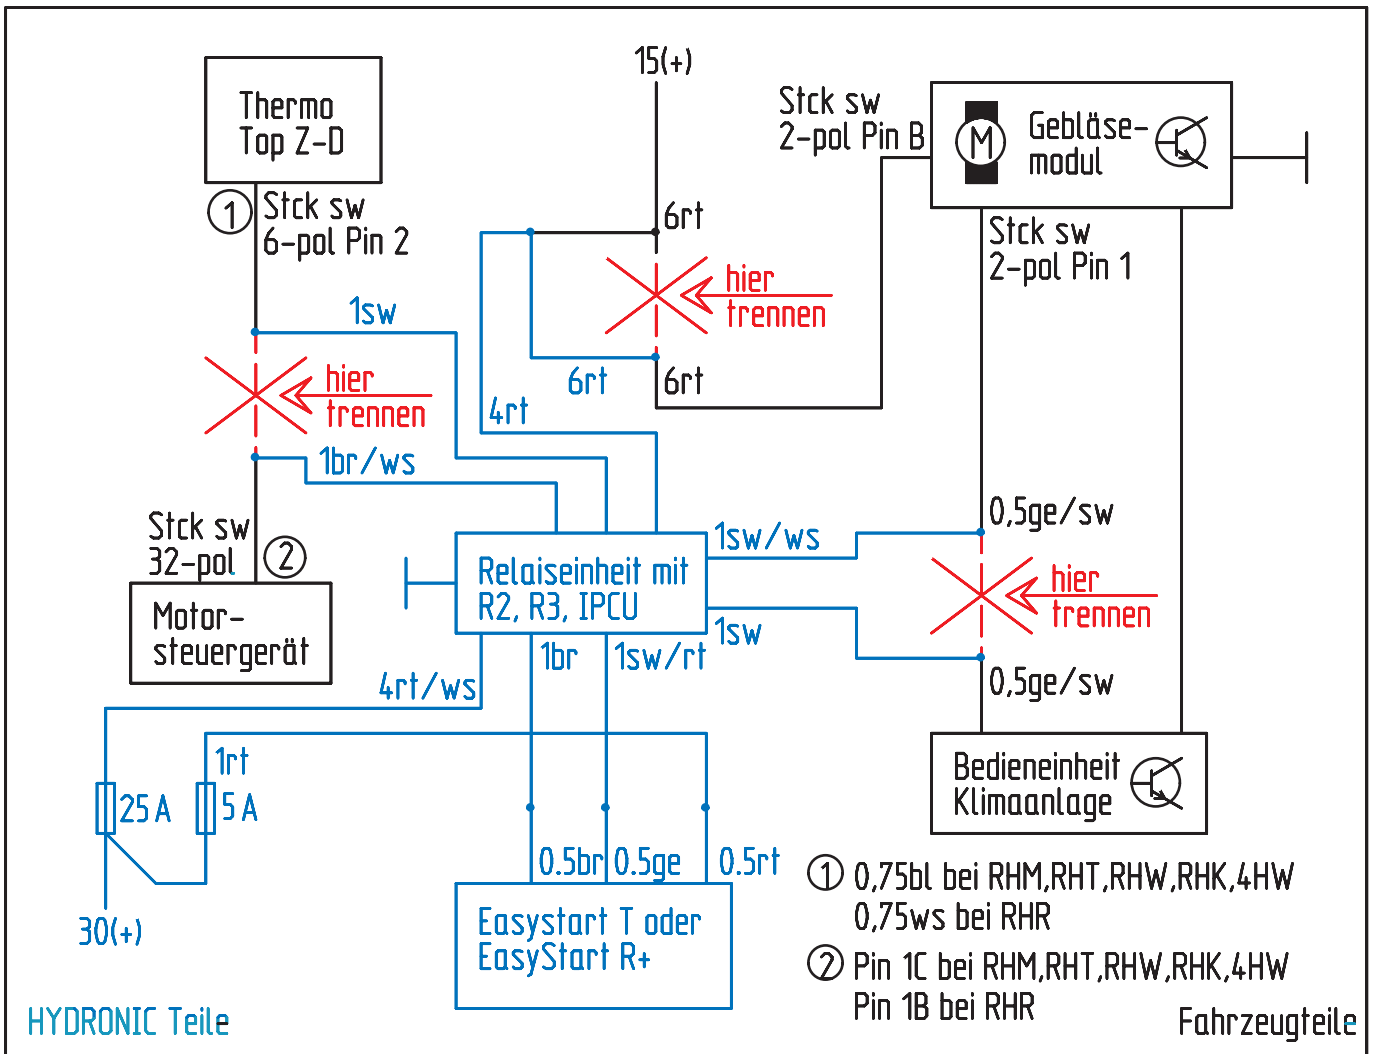 15(+)
Thermo
Top Z-D
Stck sw
2-pol Pin B
M
Gebläse-
modul
1
Stck sw
6-pol Pin 2
6rt
Stck sw
2-pol Pin 1
hier
trennen
1sw
6rt
6rt
hier
trennen
4rt
1br/ws
Stck sw
32-pol
2
0,5ge/sw
1sw/ws
Relaiseinheit mit
R2, R3, IPCU
hier
trennen
Motor-
steuergerät
1sw
1br
1sw/rt
4rt/ws
0,5ge/sw
1rt
25 A
5 A
Bedieneinheit
Klimaanlage
0.5br
0.5ge
0.5rt
1 0,75bl bei RHM,RHT,RHW,RHK,4HW
0,75ws bei RHR
30(+)
Easystart T oder
EasyStart R+
2 Pin 1C bei RHM,RHT,RHW,RHK,4HW
Pin 1B bei RHR
HYDRONIC Teile
Fahrzeugteile